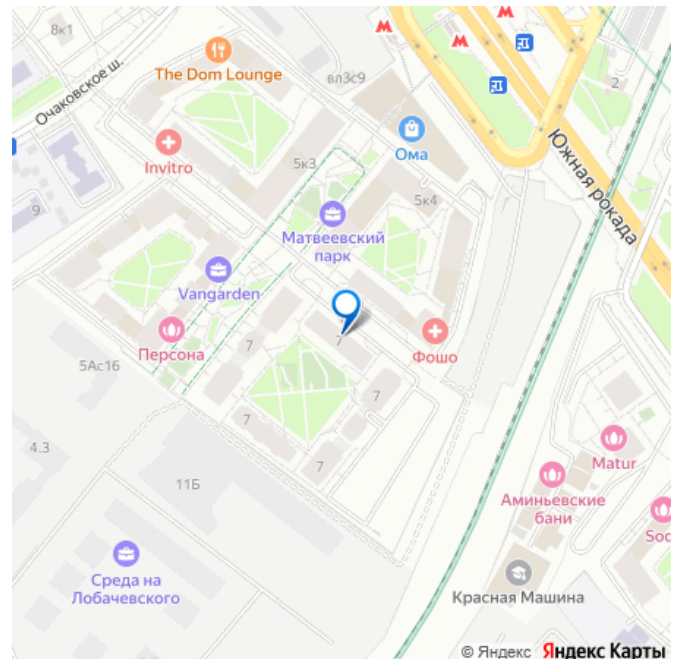 8к1
The Dom Lounge
вл3с9
2
Очаковское ш.
Ома
Invitro
5к3
Южная рокада
5к4
9
Матвеевский
парк
Vangarden
Персона
7
Фошо
5Ас16
7
7
7
7
4.3
11Б
Matur
Аминьевские
бани
Soc
Среда на
Лобачевского
Красная Машина
© Яндекс Яндекс Карты